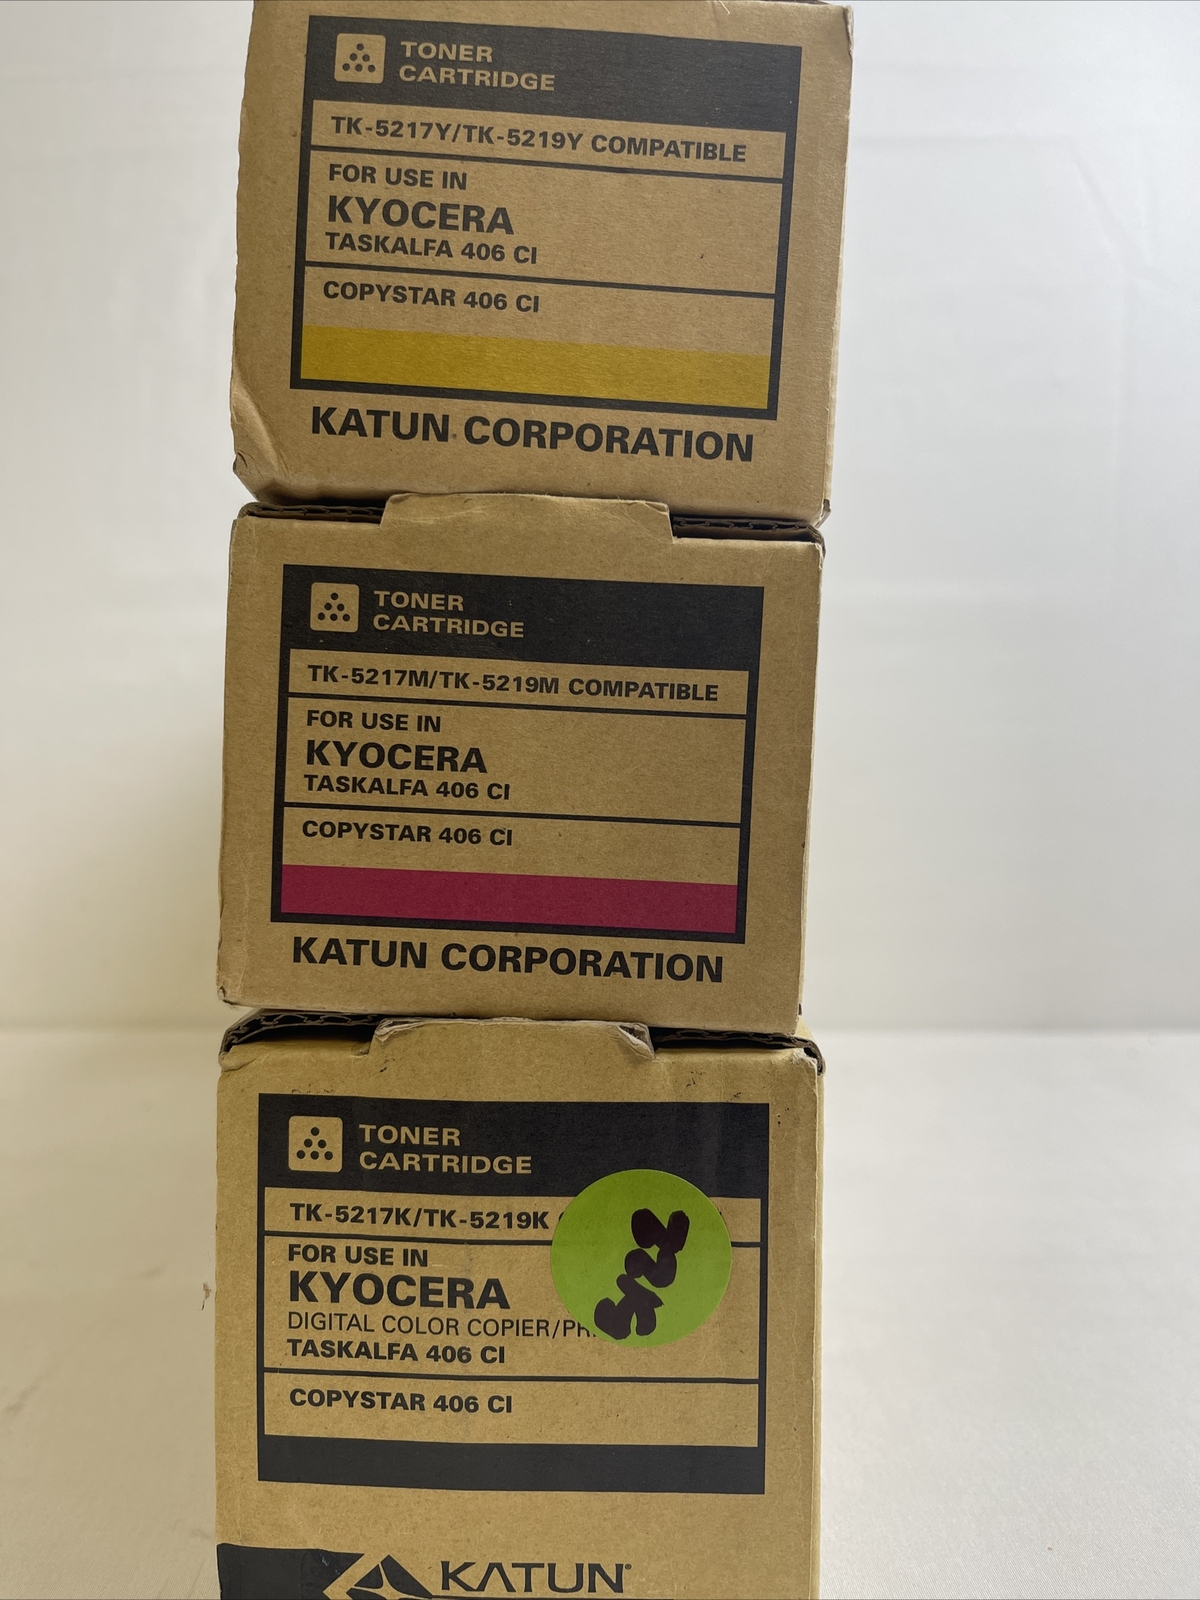 TONER
CARTRIDGE
TK-5217Y/TK-5219Y COMPATIBLE
FOR USE IN
KYOCERA
TASKALFA 406 CI
COPYSTAR 406 CI
KATUN CORPORATION
TONER
CARTRIDGE
TK-5217M/TK-5219M COMPATIBLE
FOR USE IN
KYOCERA
TASKALFA 406 CI
COPYSTAR 406 CI
KATUN CORPORATION
TONER
CARTRIDGE
TK-5217K/TK-5219K
FOR USE IN
KYOCERA
DIGITAL COLOR COPIER/
TASKALFA 406 CI
COPYSTAR 406 CI
KATUN